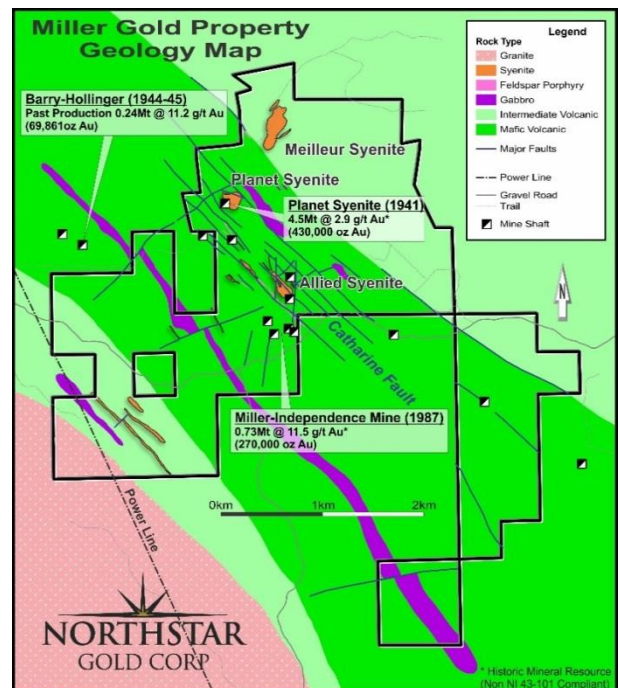 Miller Gold Property
Geology Map
Legend
Rock Type
Granite
Syenite
Feldspar Porphyry
Gabbro
Intermediate Volcanic
Mafic Volcanic
Major Faults
Power Line
Gravel Road
Trail
Mine Shaft
Barry-Hollinger (1944-45)
Past Production 0.24Mt @ 11.2 g/t Au
(69,861oz Au)
Meilleur Syenite
Planet Syenite
Planet Syenite (1941)
4.5Mt @ 2.9 g/t Au*
(430,000 oz Au)
N
Allied Syenite
Catharine Fault
Miller-Independence Mine (1987)
0.73Mt @ 11.5 g/t Au*
(270,000 oz Au)
0km 1km 2km
Power Line
NORTHSTAR
GOLD CORP
* Historic Mineral Resource
(Non NI 43-101 Compliant)